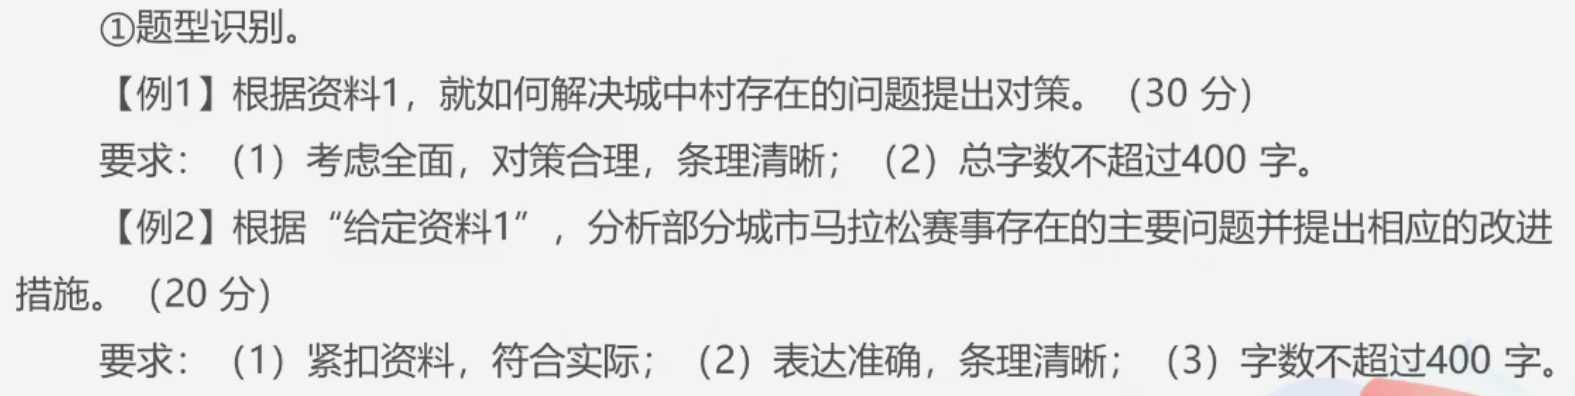 ①题型识别。
【例1】根据资料1，就如何解决城中村存在的问题提出对策。（30 分）
要求：（1）考虑全面，对策合理，条理清晰；（2）总字数不超过400 字。
【例2】根据“给定资料1”，分析部分城市马拉松赛事存在的主要问题并提出相应的改进
措施。（20 分）
要求：（1）紧扣资料，符合实际；（2）表达准确，条理清晰；（3）字数不超过400 字。